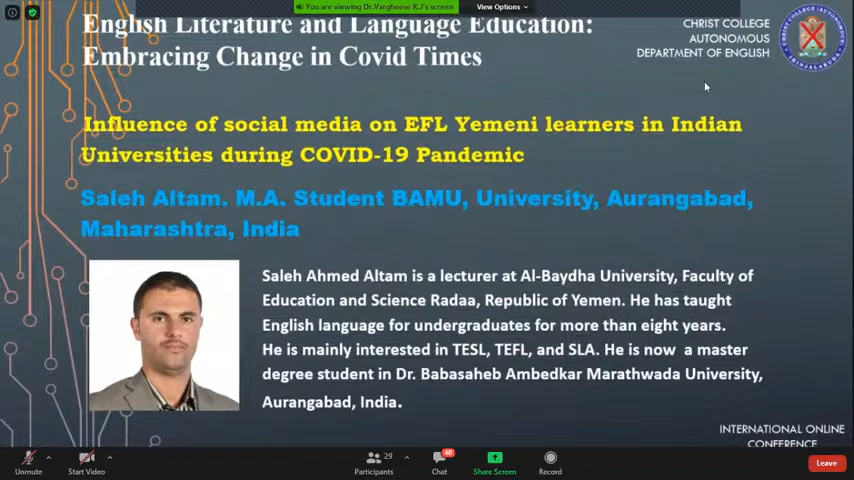 You are viewing Dr.Vargheese K.J's screen
View Options
English Literature and Language Education:
Embracing Change in Covid Times
CHRIST COLLEGE
AUTONOMOUS
DEPARTMENT OF ENGLISH
Influence of social media on EFL Yemeni learners in Indian
Universities during COVID-19 Pandemic
Saleh Altam. M.A. Student BAMU, University, Aurangabad,
Maharashtra, India
Saleh Ahmed Altam is a lecturer at Al-Baydha University, Faculty of
Education and Science Radaa, Republic of Yemen. He has taught
English language for undergraduates for more than eight years.
He is mainly interested in TESL, TEFL, and SLA. He is now a master
degree student in Dr. Babasaheb Ambedkar Marathwada University,
Aurangabad, India.
INTERNATIONAL ONLINE
CONFERENCE
Unmute
Start Video
29
Participants
40
Chat
Share Screen
Record
Leave